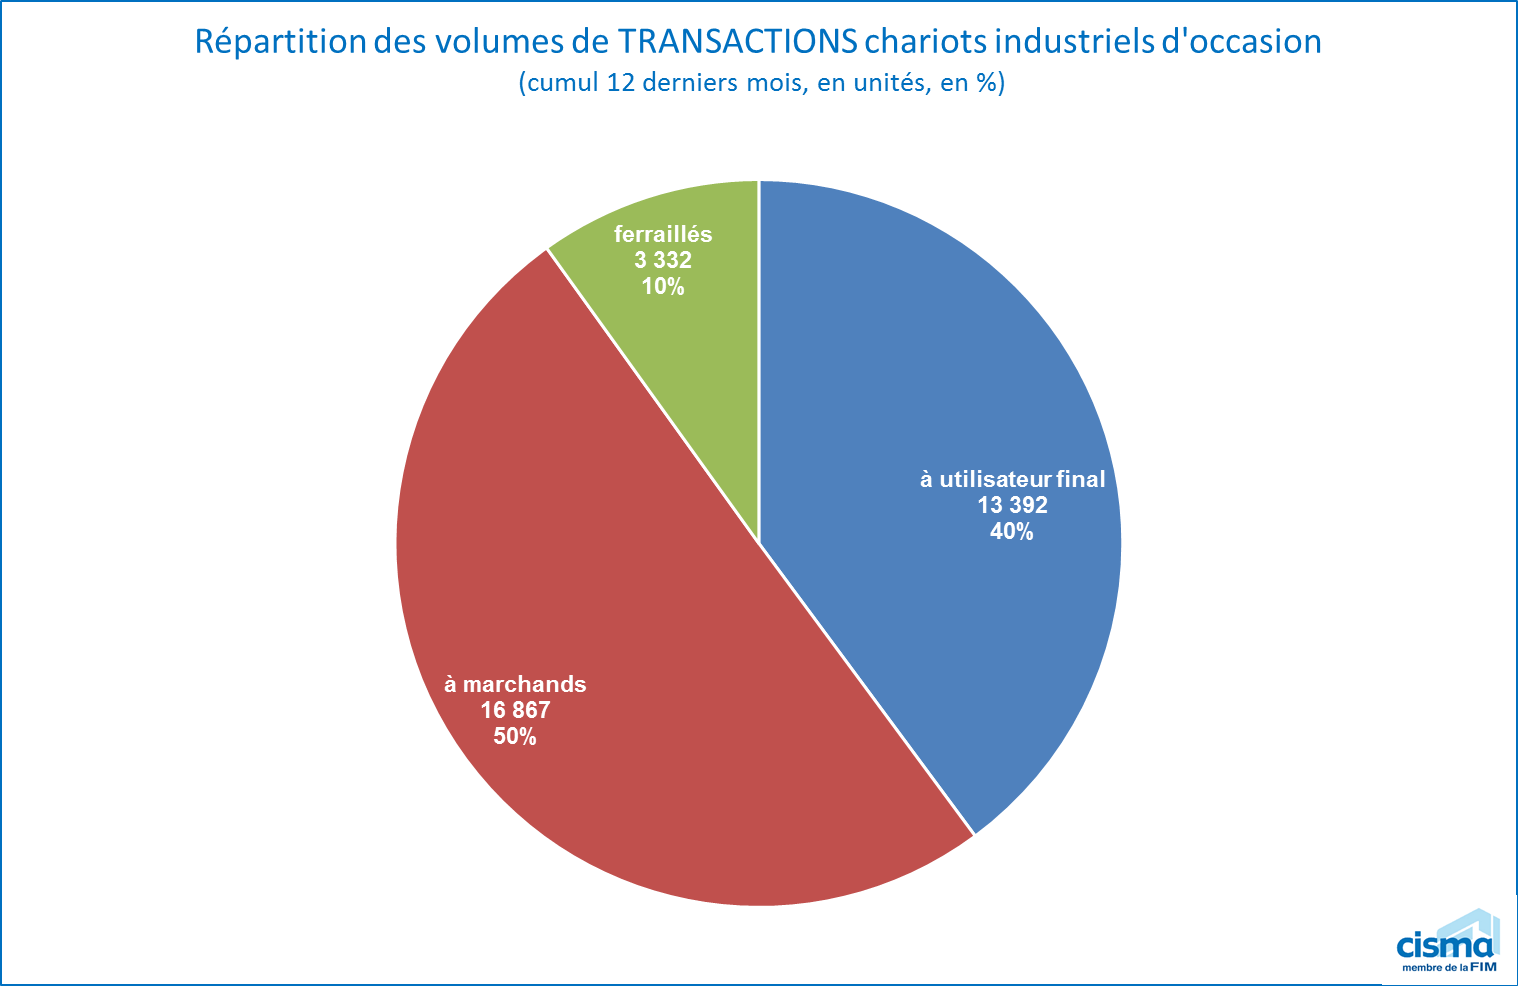 Répartition des volumes de TRANSACTIONS chariots industriels d'occasion
(cumul 12 derniers mois, en unités, en %)
ferraillés
3 332
10%
à utilisateur final
13 392
40%
à marchands
16 867
50%
cisma
membre de la FIM